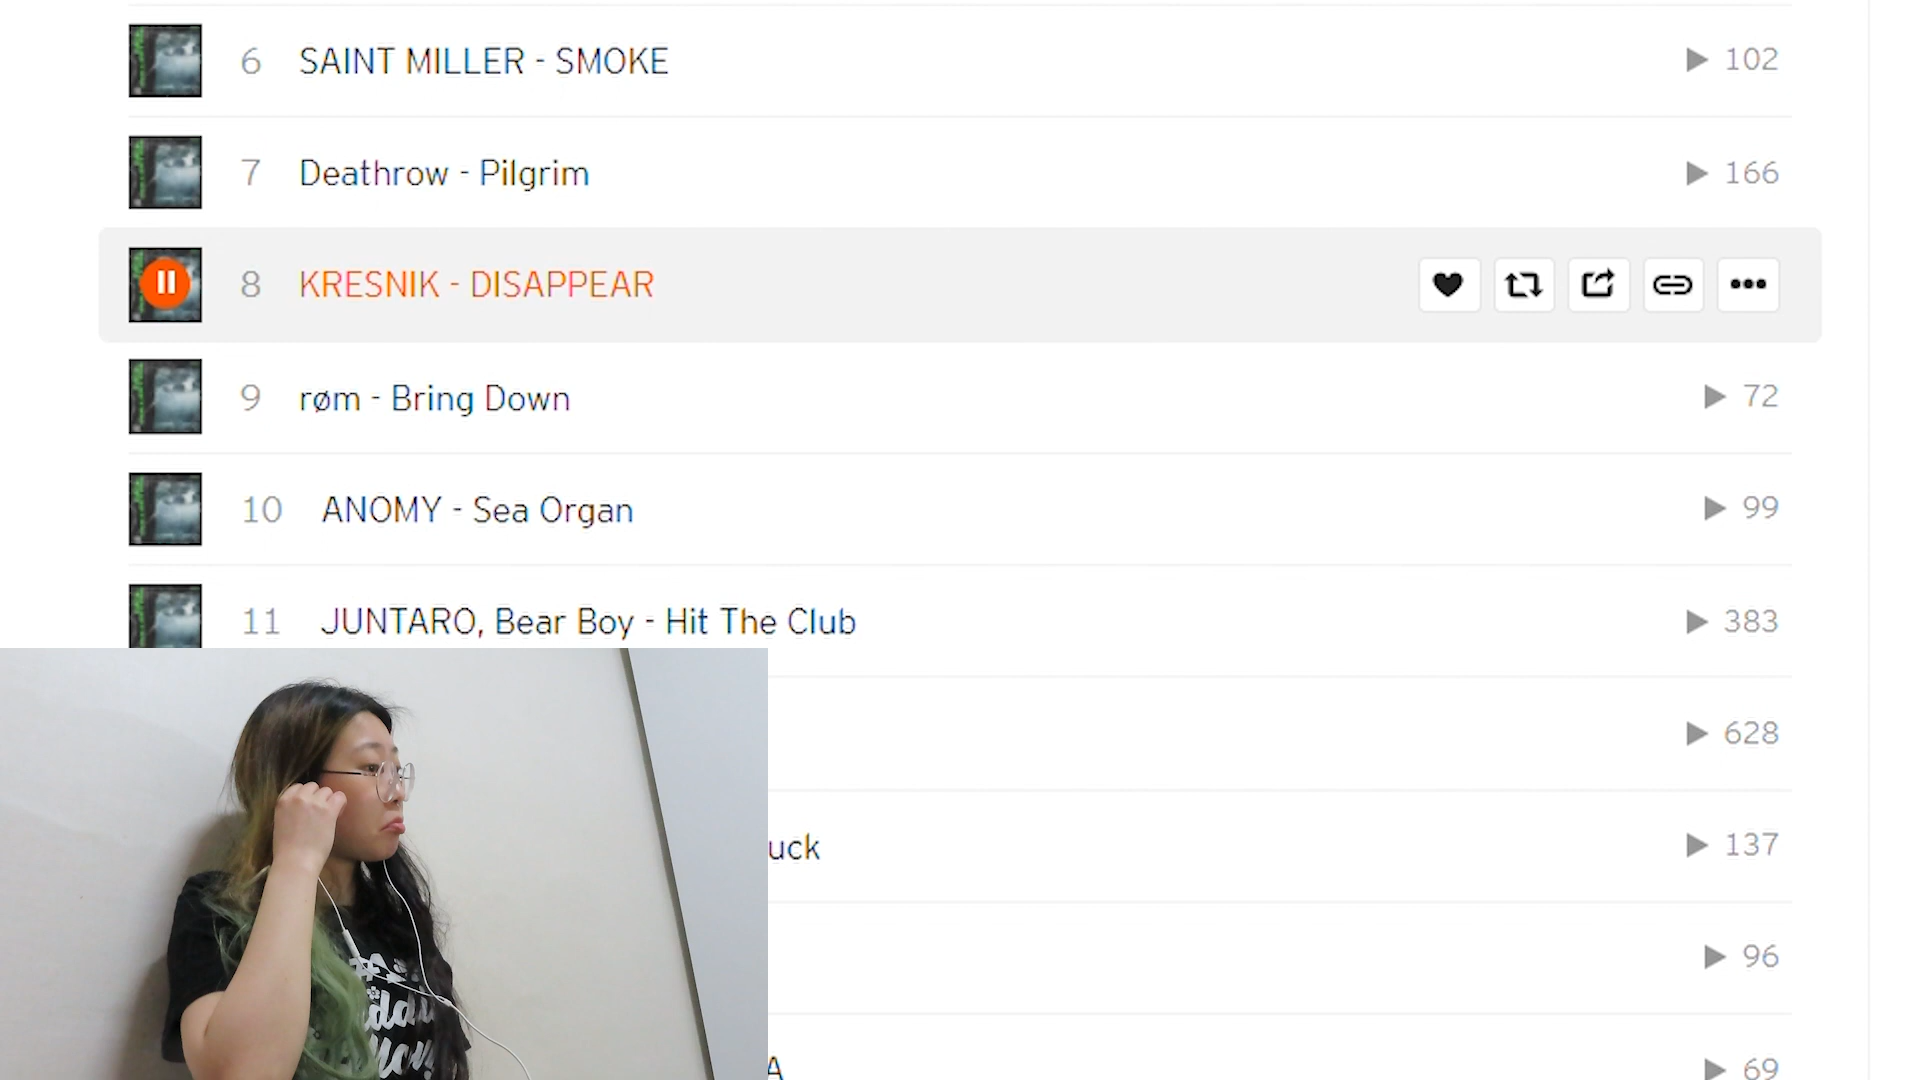 6 SAINT MILLER - SMOKE 102
7 Deathrow - Pilgrim 166
8 KRESNIK - DISAPPEAR
9 røm - Bring Down 72
10 ANOMY - Sea Organ 99
11 JUNTARO, Bear Boy - Hit The Club 383
628
uck 137
96
A 69